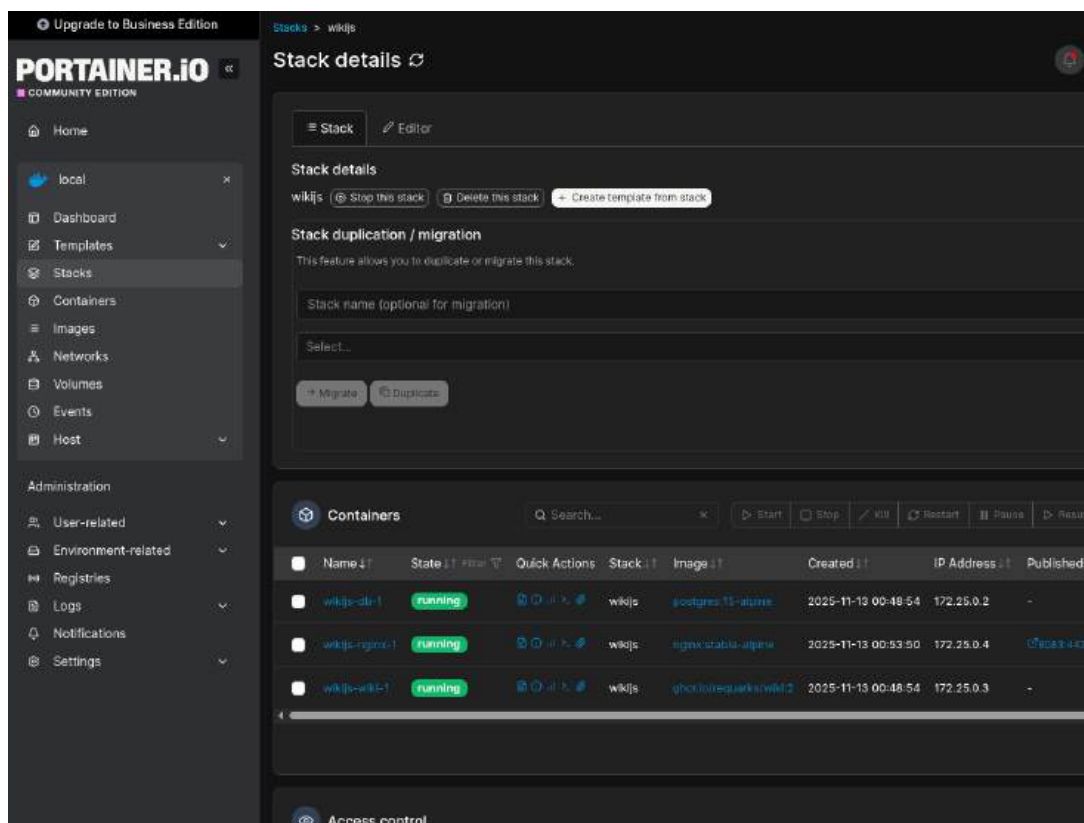 Upgrade to Business Edition
PORTAINER.iO
COMMUNITY EDITION
Home
local
Dashboard
Templates
Stacks
Containers
Images
Networks
Volumes
Events
Host
Administration
User-related
Environment-related
Registries
Logs
Notifications
Settings
Stacks > wikijs
Stack details
Stack Editor
Stack details
wikijs Stop this stack Delete this stack + Create template from stack
Stack duplication / migration
This feature allows you to duplicate or migrate this stack.
Stack name (optional for migration)
Select...
Migrate Duplicate
Containers Search... Start Stop Kill Restart Pause
Name State Filter Quick Actions Stack Image Created IP Address Published
wikijs-db-1 running wikijs postgres:15-alpine 2025-11-13 00:48:54 172.25.0.2 -
wikijs-nginx-1 running wikijs nginx:stable-alpine 2025-11-13 00:53:50 172.25.0.4
wikijs-wiki-1 running wikijs ghcr.io/requarks/wiki:2 2025-11-13 00:48:54 172.25.0.3 -
Access control